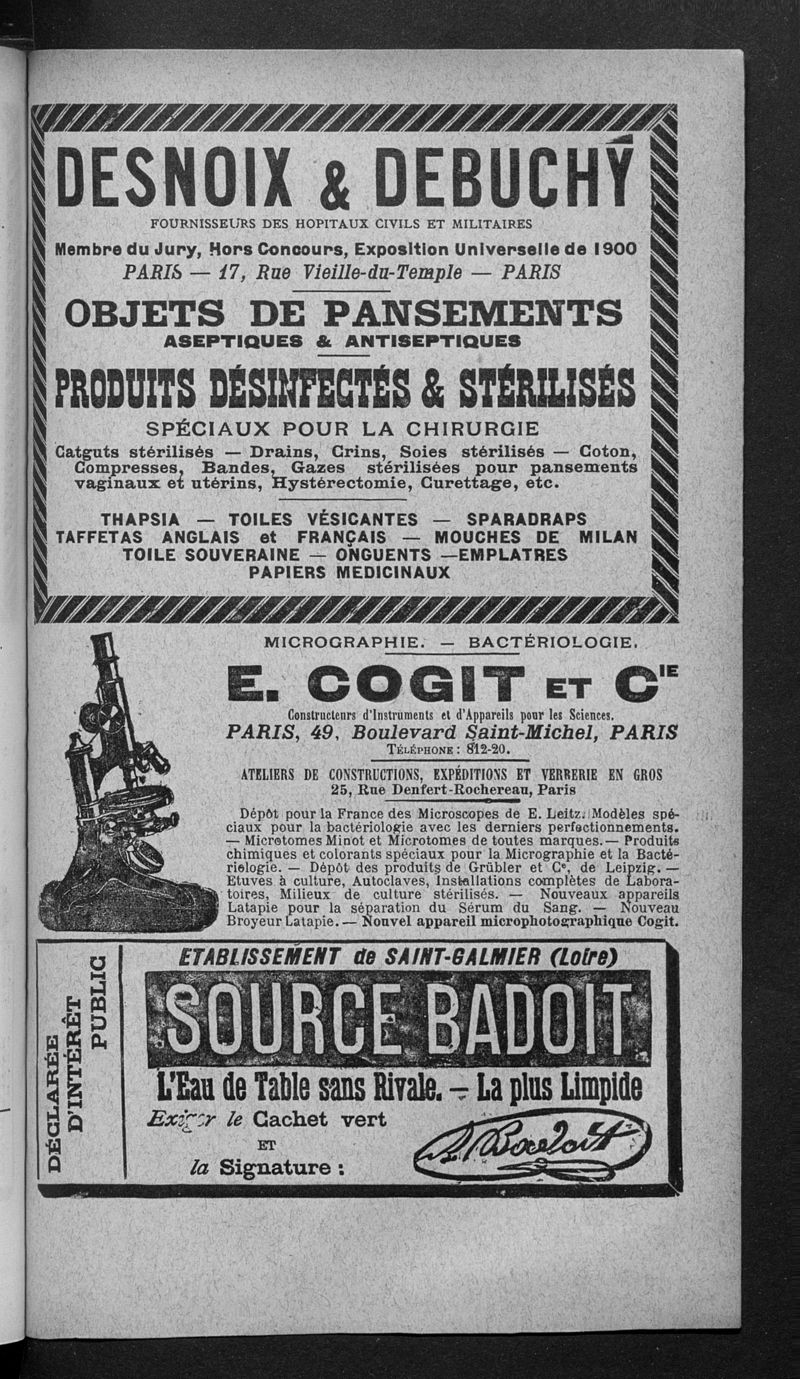 DESNOIX & DEBUCHY
FOURNISSEURS DES HOPITAUX CIVILS ET MILITAIRES
Membre du Jury, Hors Concours, Exposition Universelle de 1900
PARIS — 17, Rue Vieille-du-Temple — PARIS
OBJETS DE PANSEMENTS
ASEPTIQUES & ANTISEPTIQUES
PRODUITS DÉSINFECTÉS & STÉRILISÉS
SPÉCIAUX POUR LA CHIRURGIE
Catguts stérilisés — Drains, Crins, Soies stérilisés — Coton,
Compresses, Bandes, Gazes stérilisées pour pansements
vaginaux et utérins, Hystérectomie, Curettage, etc.
THAPSIA — TOILES VÉSICANTES — SPARADRAPS
TAFFETAS ANGLAIS et FRANÇAIS — MOUCHES DE MILAN
TOILE SOUVERAINE — ONGUENTS —EMPLATRES
PAPIERS MEDICINAUX
MICROGRAPHIE. — BACTÉRIOLOGIE.
E. COGIT ET CIE
Constructeurs d'Instruments et d'Appareils pour les Sciences.
PARIS, 49, Boulevard Saint-Michel, PARIS
TÉLÉPHONE : 812-20.
ATELIERS DE CONSTRUCTIONS, EXPÉDITIONS ET VERRERIE EN GROS
25, Rue Denfert-Rochereau, Paris
Dépôt pour la France des Microscopes de E. Leitz. Modèles spé-
ciaux pour la bactériologie avec les derniers perfectionnements.
— Microtomes Minot et Microtomes de toutes marques. — Produits
chimiques et colorants spéciaux pour la Micrographie et la Bacté-
riologie. — Dépôt des produits de Grübler et Cᵉ, de Leipzig. —
Etuves à culture, Autoclaves, Installations complètes de Labora-
toires, Milieux de culture stérilisés. — Nouveaux appareils
Latapie pour la séparation du Sérum du Sang. — Nouveau
Broyeur Latapie. — Nouvel appareil microphotographique Cogit.
DÉCLARÉE
D'INTÉRÊT
PUBLIC
ETABLISSEMENT de SAINT-GALMIER (Loire)
SOURCE BADOIT
L'Eau de Table sans Rivale. — La plus Limpide
Exiger le Cachet vert
ET
la Signature :
Badoit